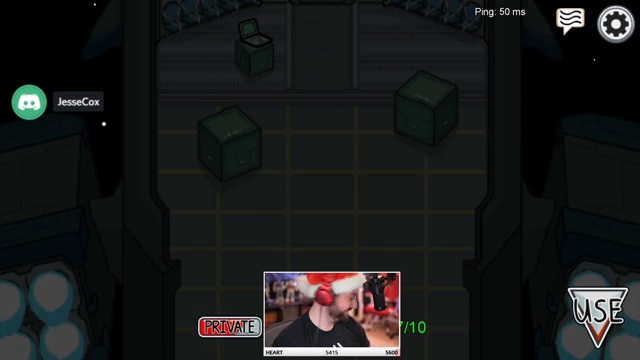 Ping: 50 ms
JesseCox
USE
PRIVATE
7/10
HEART 5415 5600